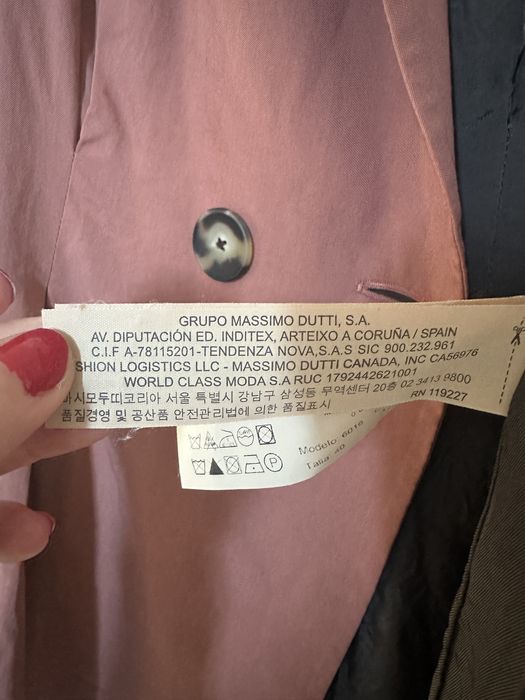 GRUPO MASSIMO DUTTI, S.A.
AV. DIPUTACIÓN ED. INDITEX, ARTEIXO A CORUÑA / SPAIN
C.I.F A-78115201-TENDENZA NOVA,S.A.S SIC 900.232.961
SHION LOGISTICS LLC - MASSIMO DUTTI CANADA, INC CA56976
WORLD CLASS MODA S.A RUC 1792442621001
마시모두띠코리아 서울 특별시 강남구 삼성동 무역센터 20층 02 3413 9800
품질경영 및 공산품 안전관리법에 의한 품질표시
RN 119227
Modelo: 6016
Talla: 40
P